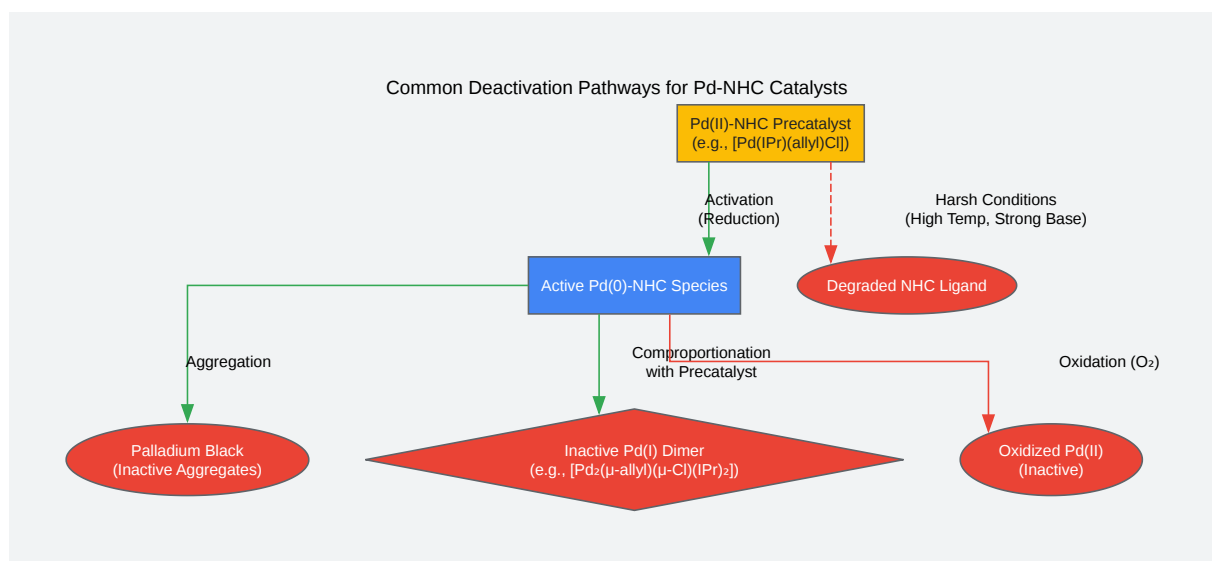 Common Deactivation Pathways for Pd-NHC Catalysts
Pd(II)-NHC Precatalyst
(e.g., [Pd(IPr)(allyl)Cl])
Activation
(Reduction)
Harsh Conditions
(High Temp, Strong Base)
Active Pd(0)-NHC Species
Degraded NHC Ligand
Aggregation
Comproportionation
with Precatalyst
Oxidation (O₂)
Palladium Black
(Inactive Aggregates)
Inactive Pd(I) Dimer
(e.g., [Pd₂(μ-allyl)(μ-Cl)(IPr)₂])
Oxidized Pd(II)
(Inactive)